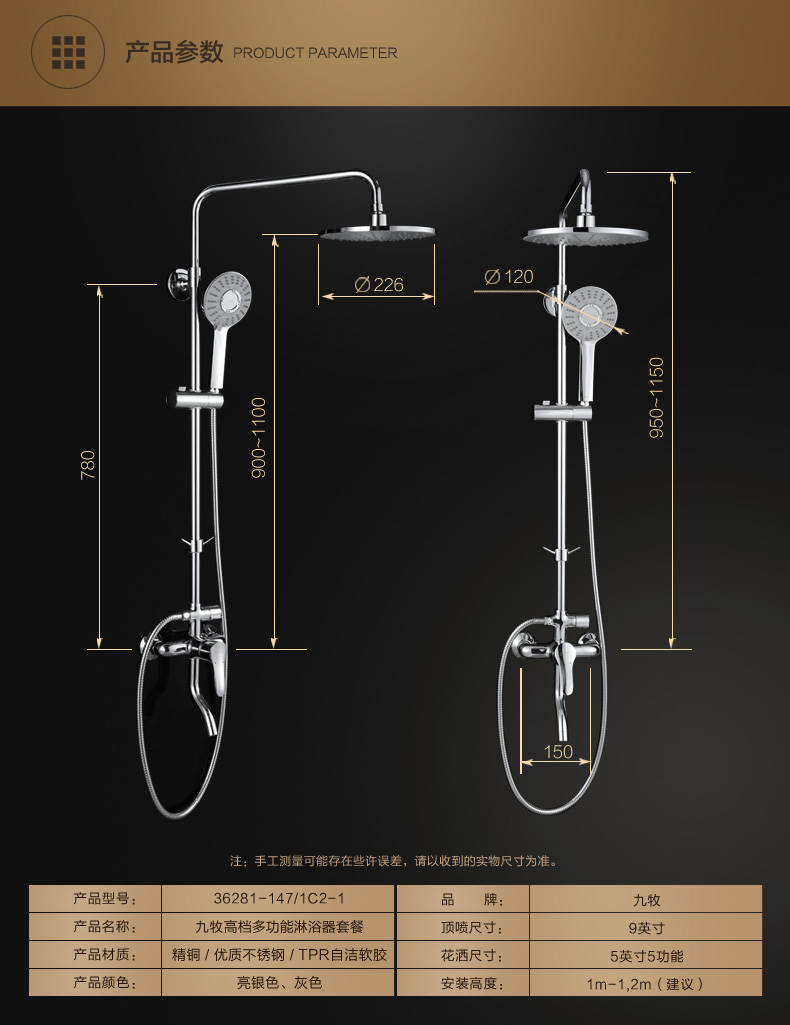 产品参数 PRODUCT PARAMETER
Ø226
Ø120
780
900~1100
950~1150
150
注：手工测量可能存在些许误差，请以收到的实物尺寸为准。
产品型号： 36281-147/1C2-1 品 牌： 九牧
产品名称： 九牧高档多功能淋浴器套餐 顶喷尺寸： 9英寸
产品材质： 精铜 / 优质不锈钢 / TPR自洁软胶 花洒尺寸： 5英寸5功能
产品颜色： 亮银色、灰色 安装高度： 1m-1,2m（建议）